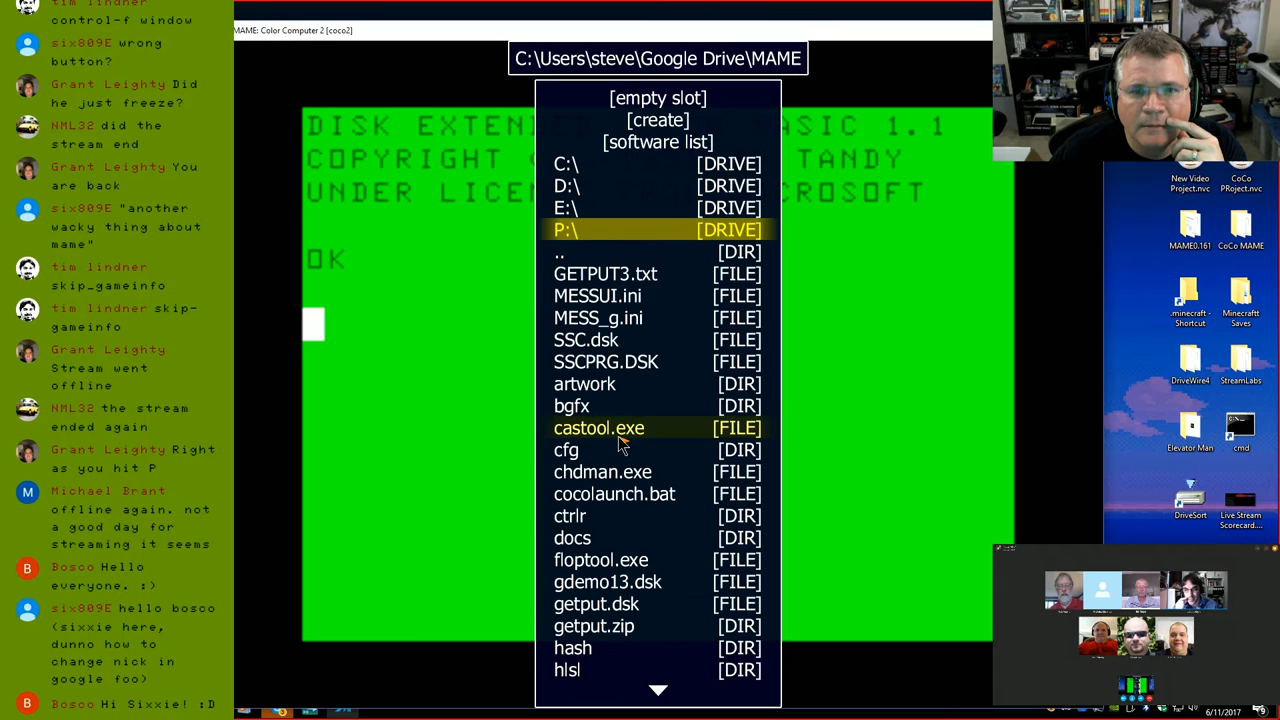 tim lindner
control-f window
six809E wrong
button?
Grant Leighty Did
he just freeze?
NML32 did the
stream end
Grant Leighty You
are back
six809E "another
wacky thing about
mame"
tim lindner
skip_gameinfo
tim lindner skip-
gameinfo
Grant Leighty
Stream went
offline
NML32 the stream
ended again
Grant Leighty Right
as you hit P
Michael Brant
offline again. not
a good day for
streaming it seems
Bosco Hello
everyone. :)
six809E hello bosco
(sixxie here,
dunno how to
change nick in
google foo)
Bosco Hi Sixxie! :D
MAME: Color Computer 2 [coco2]
C:\Users\steve\Google Drive\MAME
DISK EXTEN ASIC 1.1
COPYRIGHT TANDY
UNDER LICEN ROSOFT
OK
[empty slot]
[create]
[software list]
C:\ [DRIVE]
D:\ [DRIVE]
E:\ [DRIVE]
P:\ [DRIVE]
.. [DIR]
GETPUT3.txt [FILE]
MESSUI.ini [FILE]
MESS_g.ini [FILE]
SSC.dsk [FILE]
SSCPRG.DSK [FILE]
artwork [DIR]
bgfx [DIR]
castool.exe [FILE]
cfg [DIR]
chdman.exe [FILE]
cocolaunch.bat [FILE]
ctrlr [DIR]
docs [DIR]
floptool.exe [FILE]
gdemo13.dsk [FILE]
getput.dsk [FILE]
getput.zip [DIR]
hash [DIR]
hlsl [DIR]
New Video
Project.nvc
CoCo
PRoject.nvc
MAME0.161
CoCo MAME
.minecraft -
Shortcut
Minecraftt
Saves
DriveWire4
StreamLabs
Elevator Man
cmd
DriveSort
Live Stream
Scorecard....
6/11/2017